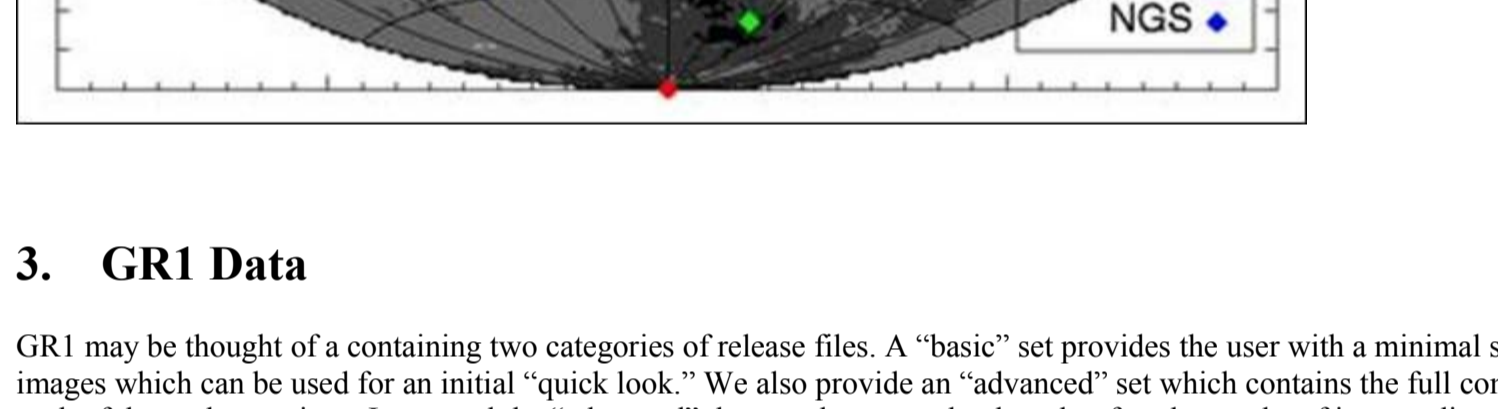 NGS
3. GR1 Data
GR1 may be thought of a containing two categories of release files. A “basic” set provides the user with a minimal
images which can be used for an initial “quick look.” We also provide an “advanced” set which contains the full